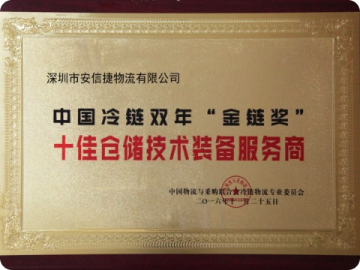 深圳市安信捷物流有限公司
中国冷链双年“金链奖”
十佳仓储技术装备服务商
中国物流与采购联合会冷链物流专业委员会
二〇一六年十一月二十五日